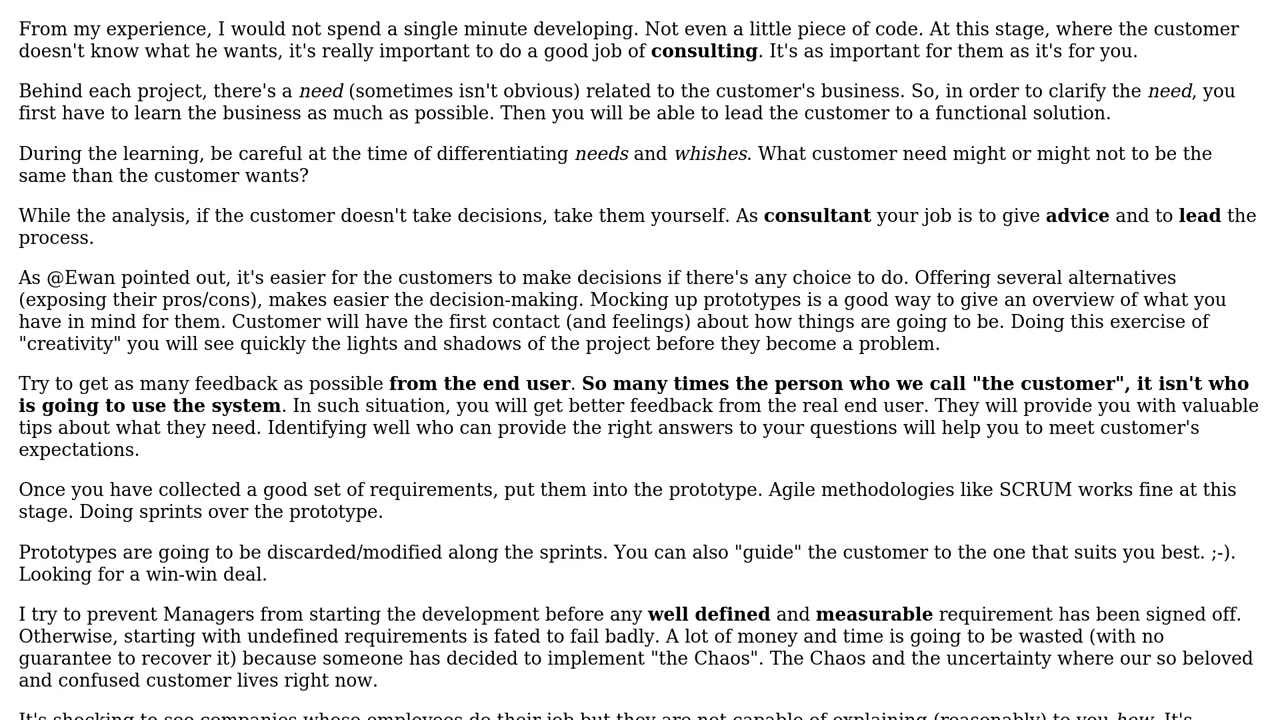 From my experience, I would not spend a single minute developing. Not even a little piece of code. At this stage, where the customer
doesn't know what he wants, it's really important to do a good job of consulting. It's as important for them as it's for you.
Behind each project, there's a need (sometimes isn't obvious) related to the customer's business. So, in order to clarify the need, you
first have to learn the business as much as possible. Then you will be able to lead the customer to a functional solution.
During the learning, be careful at the time of differentiating needs and whishes. What customer need might or might not to be the
same than the customer wants?
While the analysis, if the customer doesn't take decisions, take them yourself. As consultant your job is to give advice and to lead the
process.
As @Ewan pointed out, it's easier for the customers to make decisions if there's any choice to do. Offering several alternatives
(exposing their pros/cons), makes easier the decision-making. Mocking up prototypes is a good way to give an overview of what you
have in mind for them. Customer will have the first contact (and feelings) about how things are going to be. Doing this exercise of
"creativity" you will see quickly the lights and shadows of the project before they become a problem.
Try to get as many feedback as possible from the end user. So many times the person who we call "the customer", it isn't who
is going to use the system. In such situation, you will get better feedback from the real end user. They will provide you with valuable
tips about what they need. Identifying well who can provide the right answers to your questions will help you to meet customer's
expectations.
Once you have collected a good set of requirements, put them into the prototype. Agile methodologies like SCRUM works fine at this
stage. Doing sprints over the prototype.
Prototypes are going to be discarded/modified along the sprints. You can also "guide" the customer to the one that suits you best. ;-).
Looking for a win-win deal.
I try to prevent Managers from starting the development before any well defined and measurable requirement has been signed off.
Otherwise, starting with undefined requirements is fated to fail badly. A lot of money and time is going to be wasted (with no
guarantee to recover it) because someone has decided to implement "the Chaos". The Chaos and the uncertainty where our so beloved
and confused customer lives right now.
It's shocking to see companies whose employees do their job but they are not capable of explaining (reasonably) to you how. It's